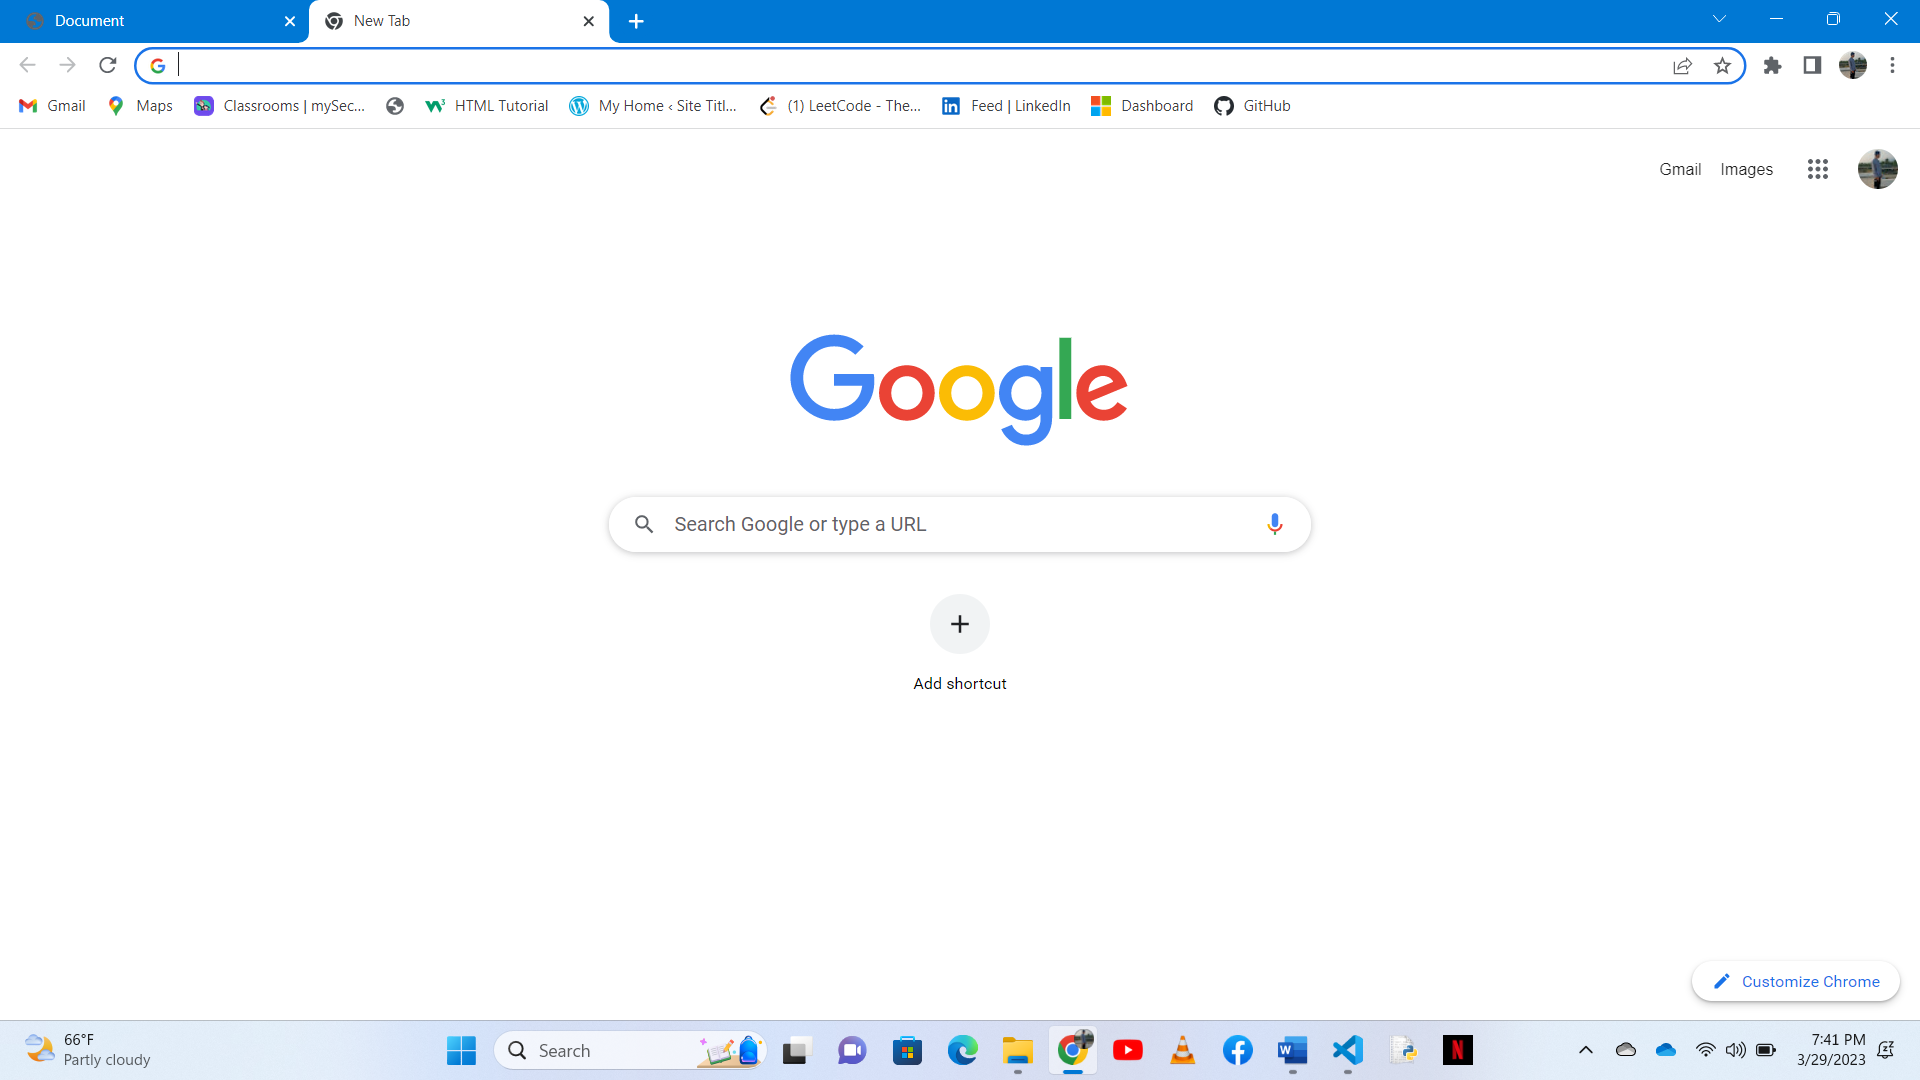 Document
New Tab
Gmail
Maps
Classrooms | mySec...
HTML Tutorial
My Home ‹ Site Titl...
(1) LeetCode - The...
Feed | LinkedIn
Dashboard
GitHub
Gmail Images
Google
Search Google or type a URL
Add shortcut
Customize Chrome
66°F
Partly cloudy
Search
7:41 PM
3/29/2023